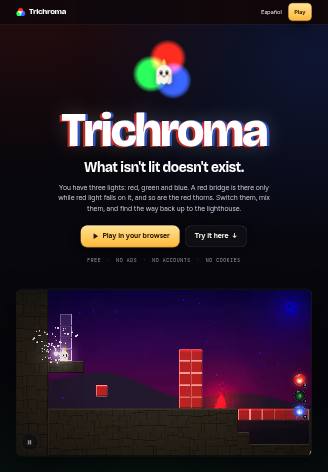 Trichroma
Español
Play
Trichroma
What isn't lit doesn't exist.
You have three lights: red, green and blue. A red bridge is there only
while red light falls on it, and so are the red thorns. Switch them, mix
them, and find the way back up to the lighthouse.
Play in your browser
Try it here ↓
FREE · NO ADS · NO ACCOUNTS · NO COOKIES